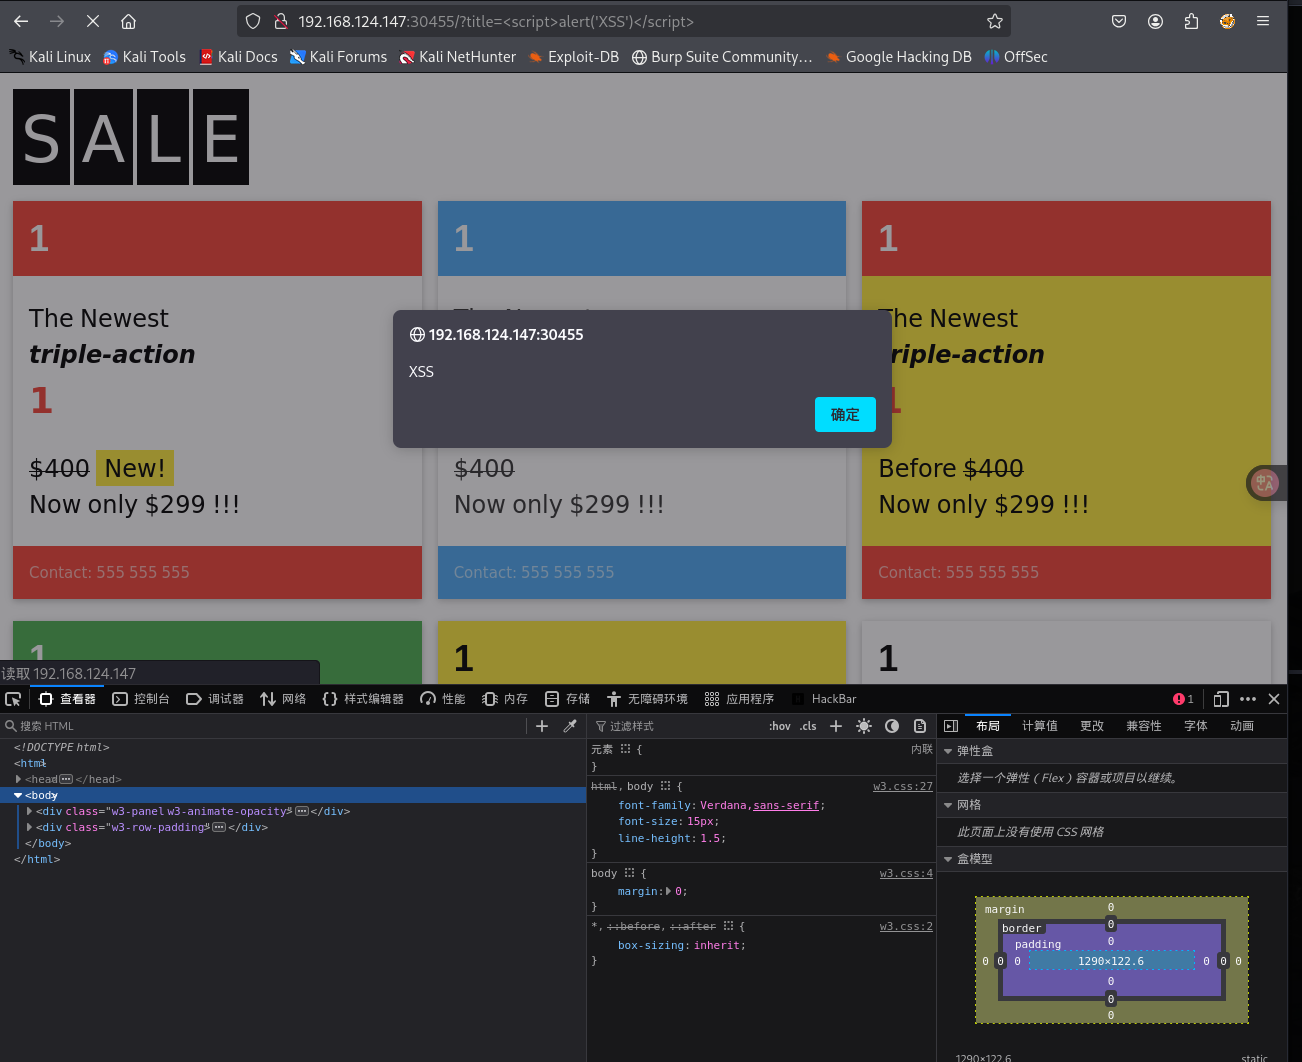 192.168.124.147:30455/?title=<script>alert('XSS')</script>
Kali Linux Kali Tools Kali Docs Kali Forums Kali NetHunter Exploit-DB Burp Suite Community… Google Hacking DB OffSec
SALE
1
The Newest
triple-action
1
$400 New!
Now only $299 !!!
Contact: 555 555 555
1
$400
Now only $299 !!!
Contact: 555 555 555
1
The Newest
triple-action
1
Before $400
Now only $299 !!!
Contact: 555 555 555
192.168.124.147:30455
XSS
确定
1
1
1
读取 192.168.124.147
查看器 控制台 调试器 网络 样式编辑器 性能 内存 存储 无障碍环境 应用程序 HackBar 1
搜索 HTML
<!DOCTYPE html>
<html>
<head></head>
<body>
<div class="w3-panel w3-animate-opacity"></div>
<div class="w3-row-padding"></div>
</body>
</html>
过滤样式 :hov .cls
元素 { 内联
}
html, body { w3.css:27
font-family: Verdana,sans-serif;
font-size: 15px;
line-height: 1.5;
}
body { w3.css:4
margin: 0;
}
*, ::before, ::after { w3.css:2
box-sizing: inherit;
}
布局 计算值 更改 兼容性 字体 动画
弹性盒
选择一个弹性（Flex）容器或项目以继续。
网格
此页面上没有使用 CSS 网格
盒模型
margin 0
border 0
padding 0
0 0 0 1290×122.6 0 0 0
0
0
0
1290×122.6 static